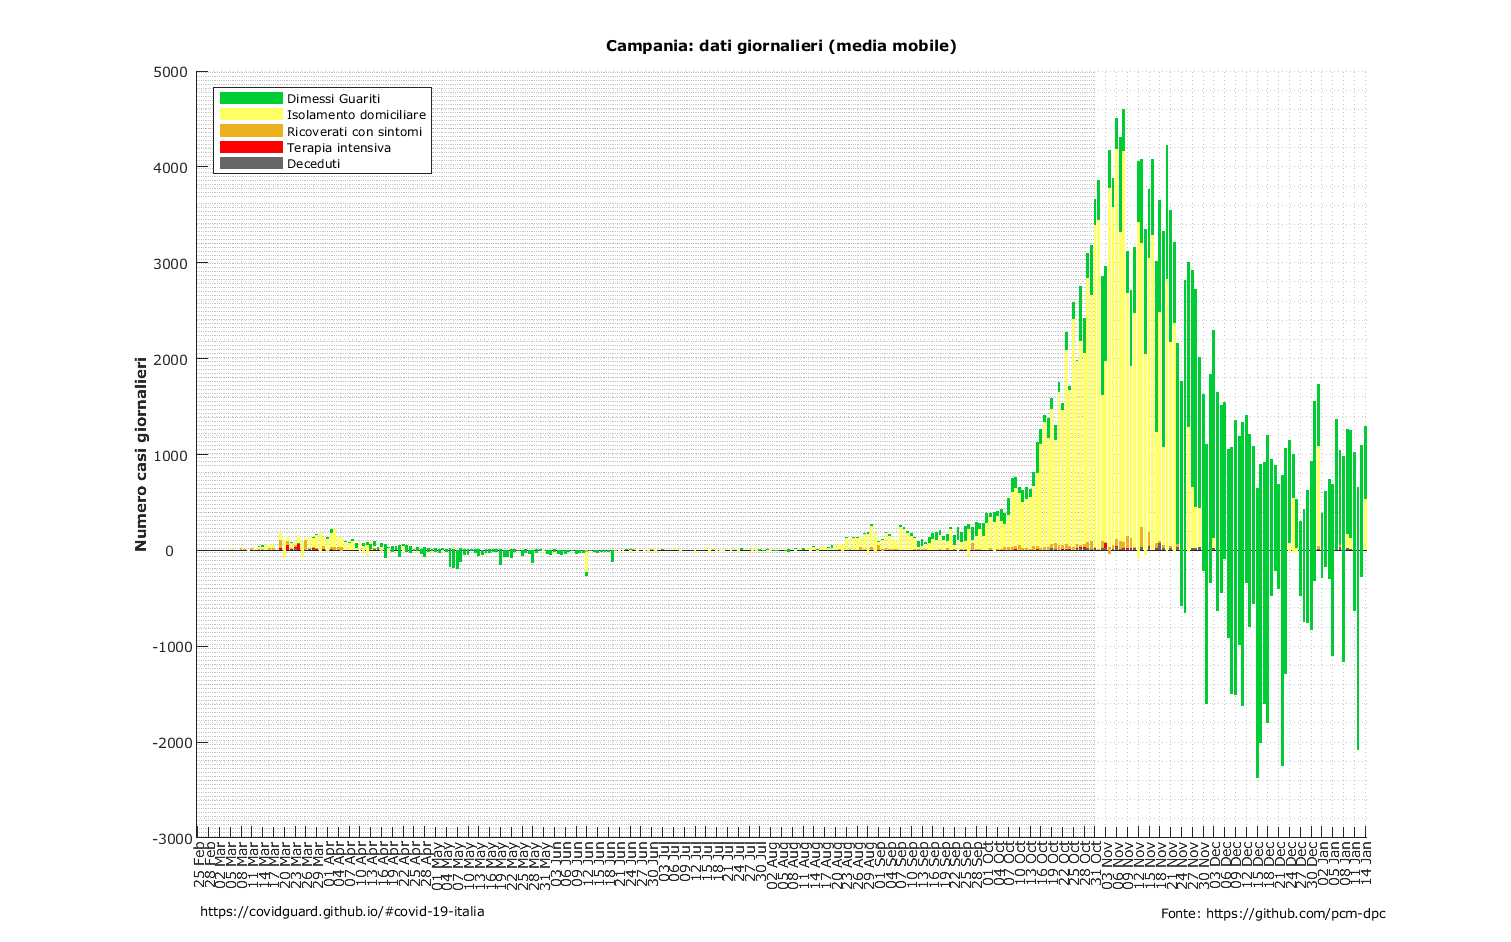 Campania: dati giornalieri (media mobile)
Dimessi Guariti
Isolamento domiciliare
Ricoverati con sintomi
Terapia intensiva
Deceduti
Numero casi giornalieri
5000
4000
3000
2000
1000
0
-1000
-2000
-3000
25 Feb
28 Feb
02 Mar
05 Mar
08 Mar
11 Mar
14 Mar
17 Mar
20 Mar
23 Mar
26 Mar
29 Mar
01 Apr
04 Apr
07 Apr
10 Apr
13 Apr
16 Apr
19 Apr
22 Apr
25 Apr
28 Apr
01 May
04 May
07 May
10 May
13 May
16 May
19 May
22 May
25 May
28 May
31 May
03 Jun
06 Jun
09 Jun
12 Jun
15 Jun
18 Jun
21 Jun
24 Jun
27 Jun
30 Jun
03 Jul
06 Jul
09 Jul
12 Jul
15 Jul
18 Jul
21 Jul
24 Jul
27 Jul
30 Jul
02 Aug
05 Aug
08 Aug
11 Aug
14 Aug
17 Aug
20 Aug
23 Aug
26 Aug
29 Aug
01 Sep
04 Sep
07 Sep
10 Sep
13 Sep
16 Sep
19 Sep
22 Sep
25 Sep
28 Sep
01 Oct
04 Oct
07 Oct
10 Oct
13 Oct
16 Oct
19 Oct
22 Oct
25 Oct
28 Oct
31 Oct
03 Nov
06 Nov
09 Nov
12 Nov
15 Nov
18 Nov
21 Nov
24 Nov
27 Nov
30 Nov
03 Dec
06 Dec
09 Dec
12 Dec
15 Dec
18 Dec
21 Dec
24 Dec
27 Dec
30 Dec
02 Jan
05 Jan
08 Jan
11 Jan
14 Jan
https://covidguard.github.io/#covid-19-italia
Fonte: https://github.com/pcm-dpc